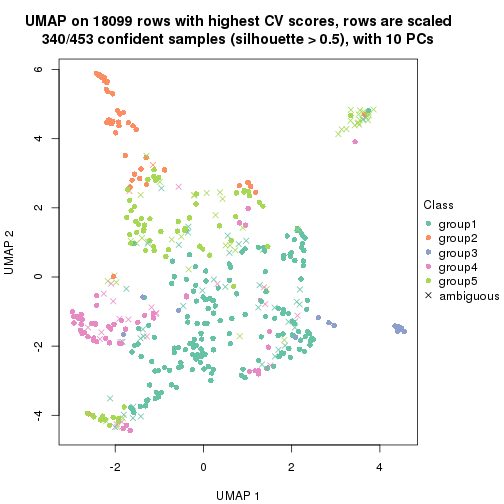 UMAP on 18099 rows with highest CV scores, rows are scaled
340/453 confident samples (silhouette > 0.5), with 10 PCs
UMAP 2
6
4
2
0
-2
-4
-2
0
2
4
UMAP 1
Class
group1
group2
group3
group4
group5
ambiguous